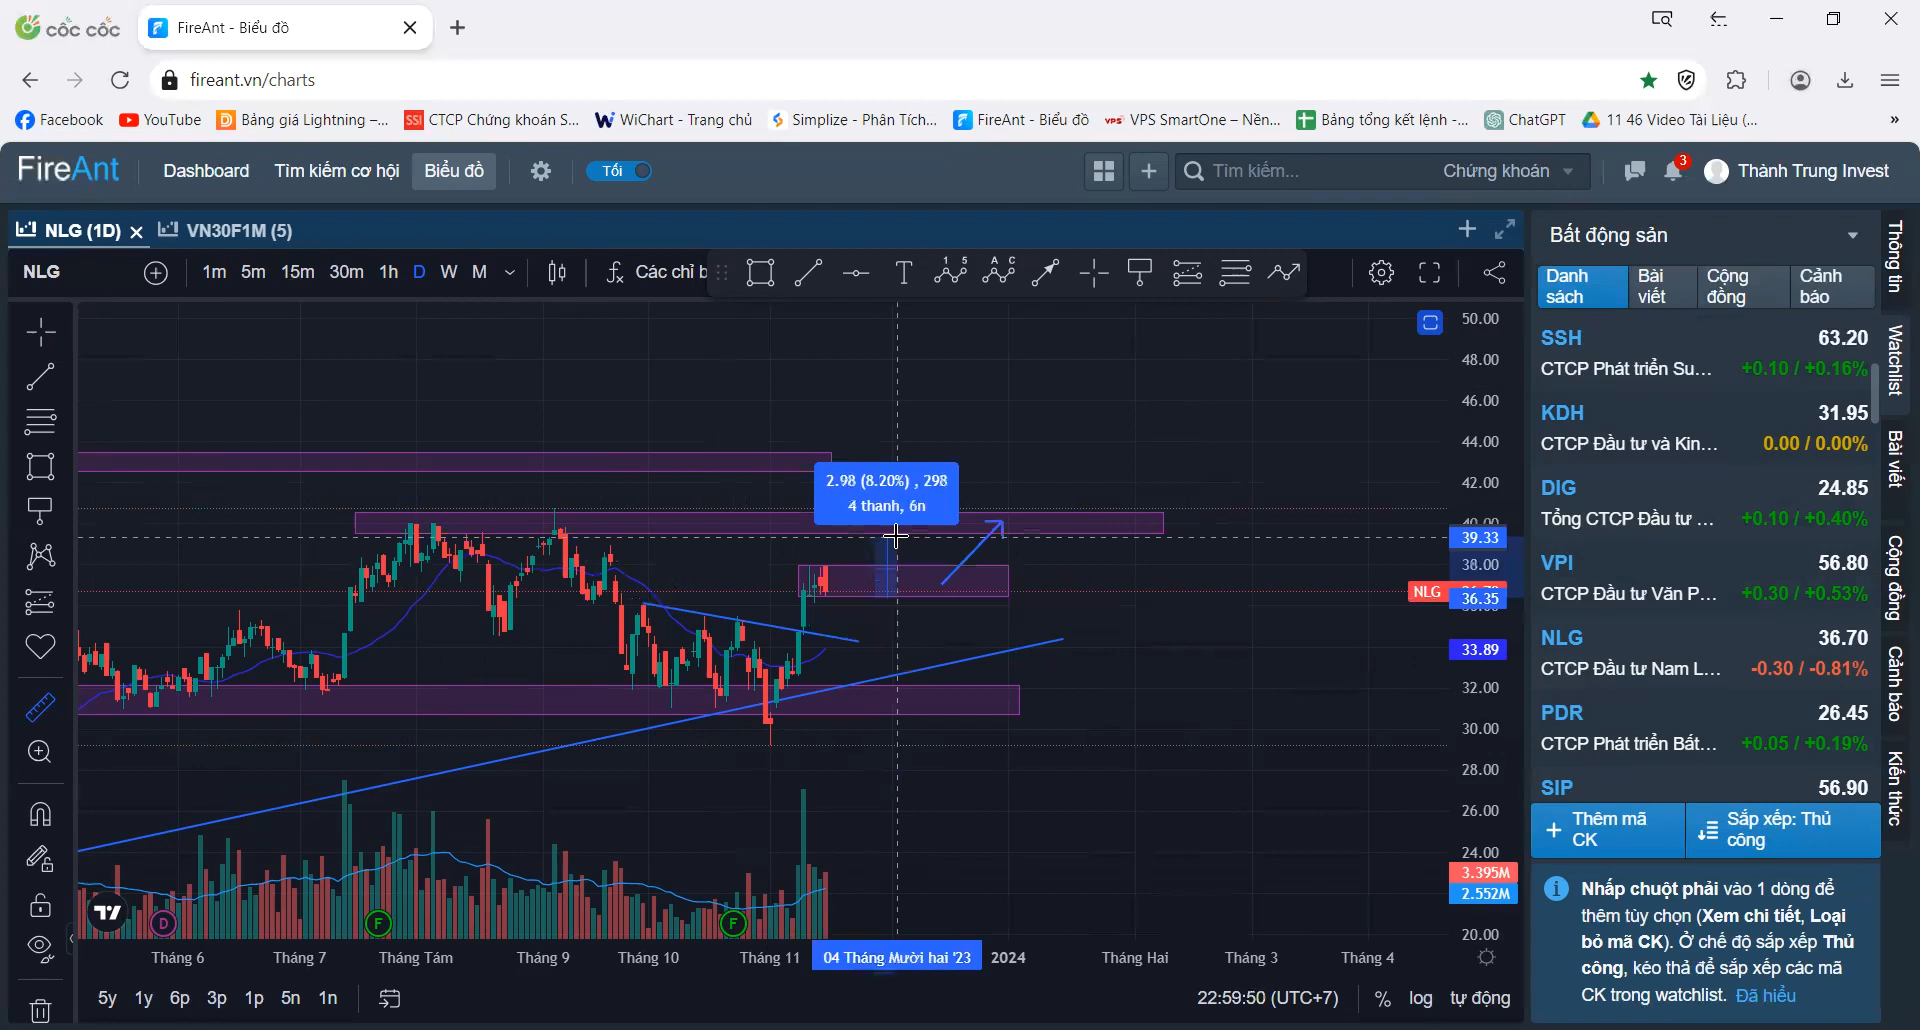 cốc cốc
FireAnt - Biểu đồ
fireant.vn/charts
Facebook
YouTube
Bảng giá Lightning –...
SSI
CTCP Chứng khoán S...
WiChart - Trang chủ
Simplize - Phân Tích...
FireAnt - Biểu đồ
VPS
VPS SmartOne – Nền...
Bảng tổng kết lệnh -...
ChatGPT
11 46 Video Tài Liệu (...
»
FireAnt
Dashboard
Tìm kiếm cơ hội
Biểu đồ
Tối
Tìm kiếm...
Chứng khoán
3
Thành Trung Invest
NLG (1D)
VN30F1M (5)
NLG
1m 5m 15m 30m 1h D W M
Các chỉ b
50.00
48.00
46.00
44.00
42.00
40.00
39.33
38.00
NLG
36.35
33.89
32.00
30.00
28.00
26.00
24.00
3.395M
2.552M
20.00
2.98 (8.20%) , 298
4 thanh, 6n
D
F
F
Tháng 6
Tháng 7
Tháng Tám
Tháng 9
Tháng 10
Tháng 11
04 Tháng Mười hai '23
2024
Tháng Hai
Tháng 3
Tháng 4
5y 1y 6p 3p 1p 5n 1n
22:59:50 (UTC+7)
% log tự động
Bất động sản
Danh sách
Bài viết
Cộng đồng
Cảnh báo
SSH 63.20
CTCP Phát triển Su... +0.10 / +0.16%
KDH 31.95
CTCP Đầu tư và Kin... 0.00 / 0.00%
DIG 24.85
Tổng CTCP Đầu tư ... +0.10 / +0.40%
VPI 56.80
CTCP Đầu tư Văn P... +0.30 / +0.53%
NLG 36.70
CTCP Đầu tư Nam L... -0.30 / -0.81%
PDR 26.45
CTCP Phát triển Bất... +0.05 / +0.19%
SIP 56.90
Thêm mã CK
Sắp xếp: Thủ công
Nhấp chuột phải vào 1 dòng để
thêm tùy chọn (Xem chi tiết, Loại
bỏ mã CK). Ở chế độ sắp xếp Thủ
công, kéo thả để sắp xếp các mã
CK trong watchlist. Đã hiểu
Thông tin
Watchlist
Bài viết
Cộng đồng
Cảnh báo
Kiến thức